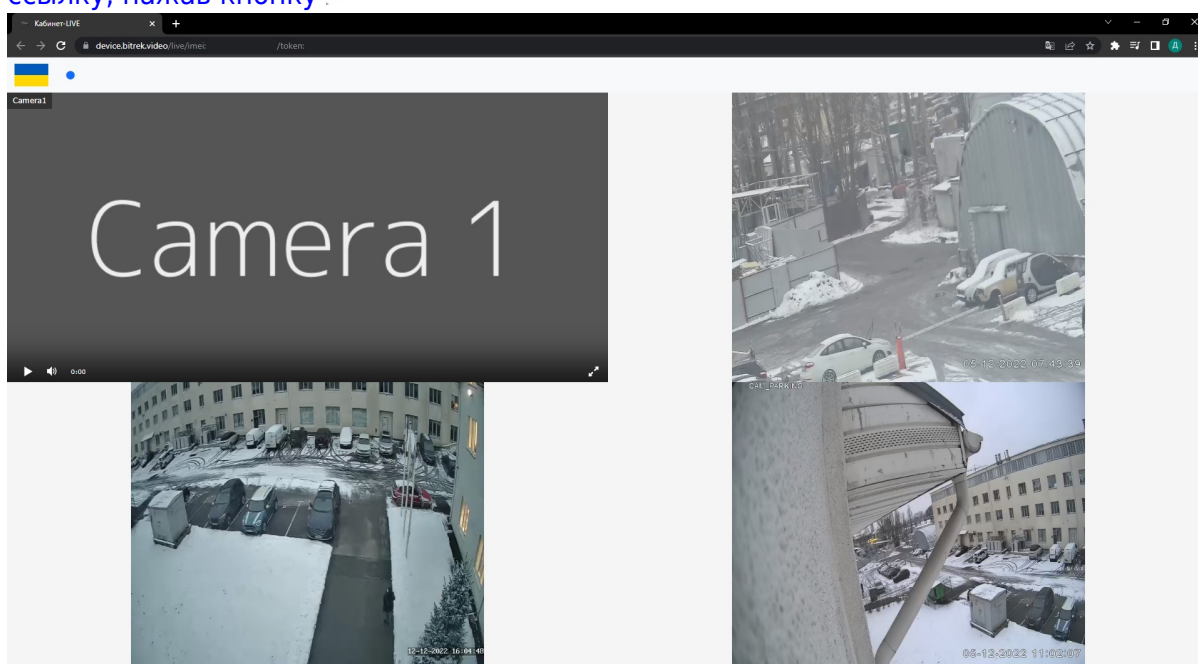 ссылку, нажав кнопку .
Кабинет-LIVE
device.bitrek.video/live/imei: /token:
Д
Camera1
Camera 1
0:00
05-12-2022 07:43:39
12-12-2022 16:04:48
CAM_PARKING
05-12-2022 11:02:07